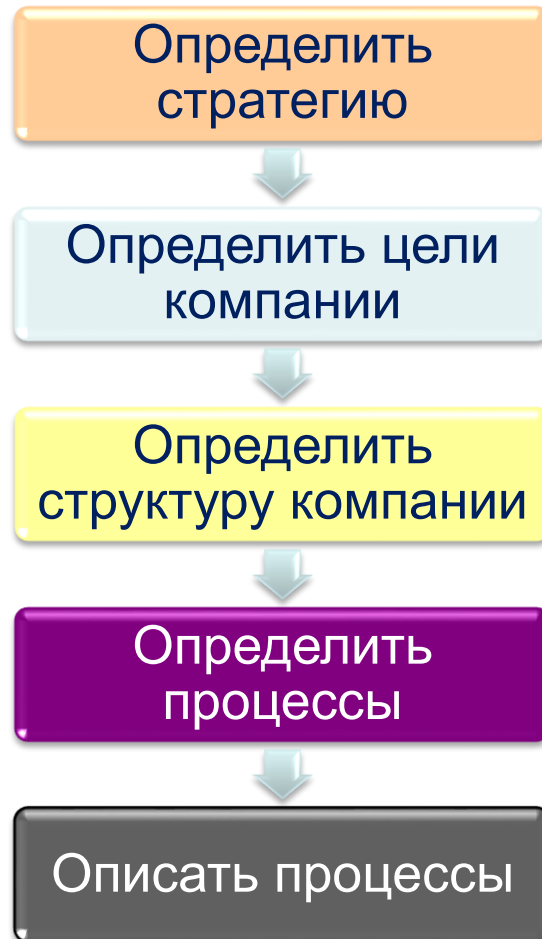 Определить
стратегию
Определить цели
компании
Определить
структуру компании
Определить
процессы
Описать процессы